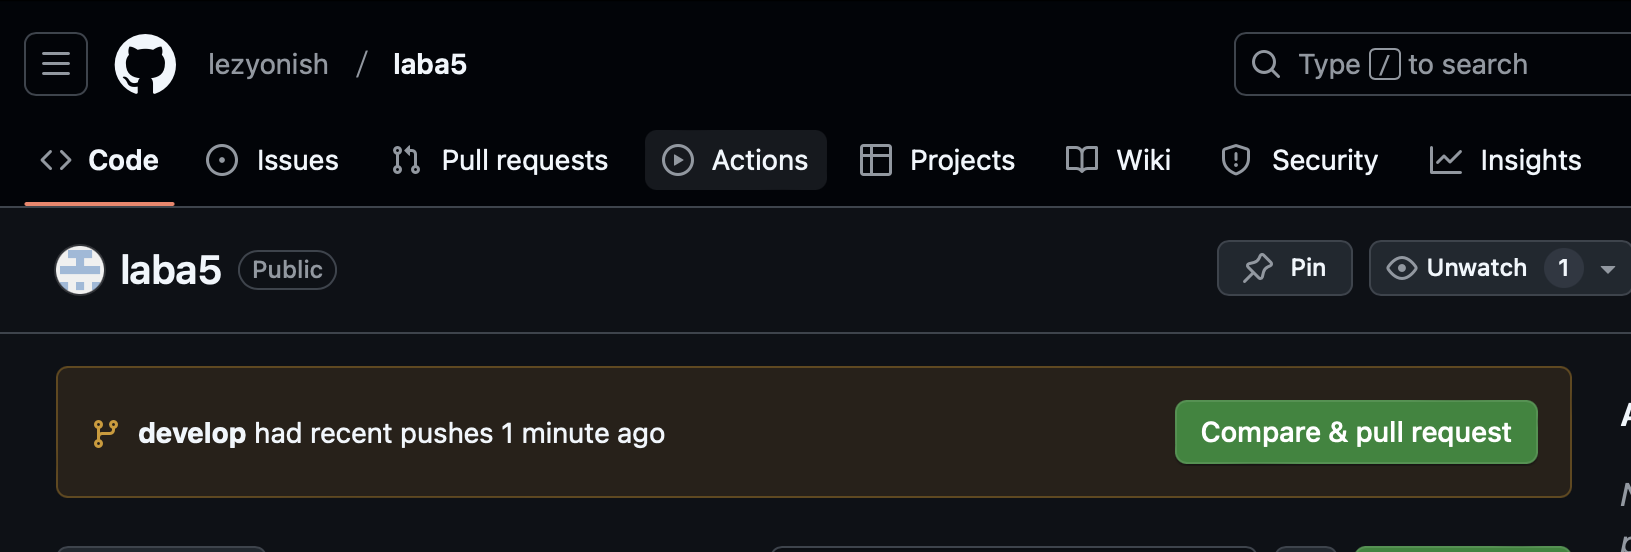 lezyonish / laba5
Type / to search
Code Issues Pull requests Actions Projects Wiki Security Insights
laba5 Public
Pin Unwatch 1
develop had recent pushes 1 minute ago
Compare & pull request